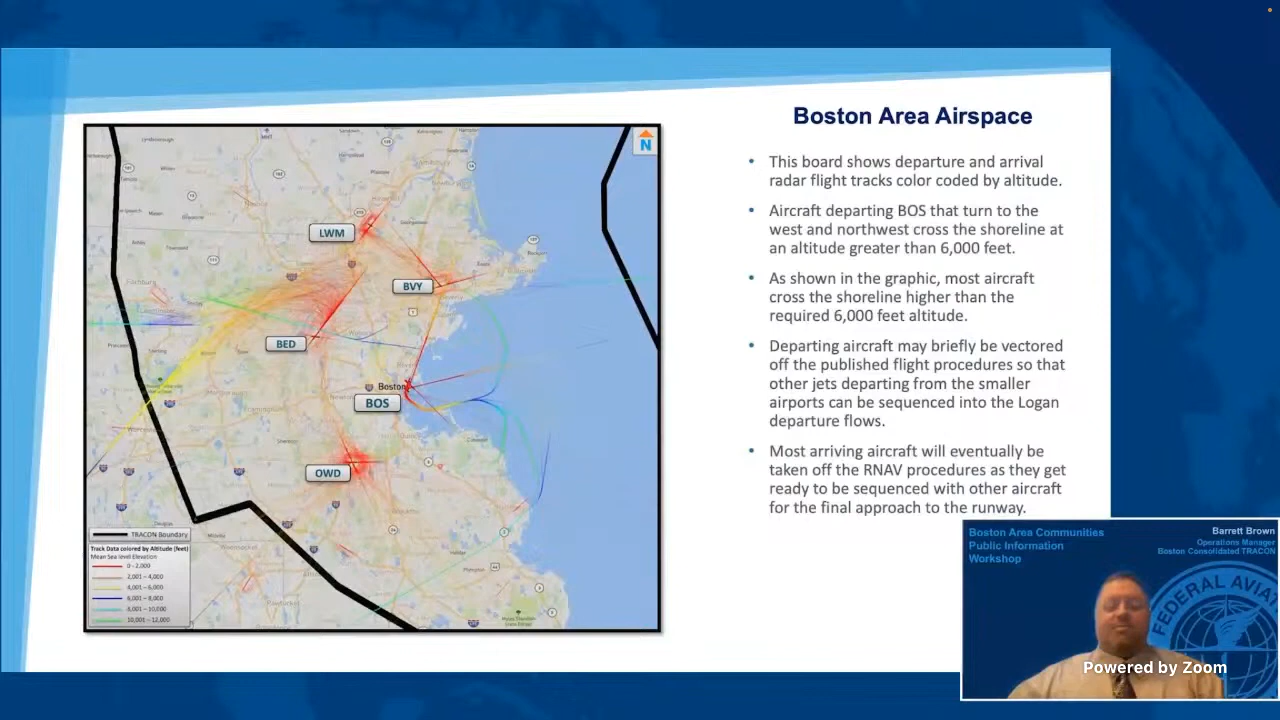 Boston Area Airspace
• This board shows departure and arrival
radar flight tracks color coded by altitude.
• Aircraft departing BOS that turn to the
west and northwest cross the shoreline at
an altitude greater than 6,000 feet.
• As shown in the graphic, most aircraft
cross the shoreline higher than the
required 6,000 feet altitude.
• Departing aircraft may briefly be vectored
off the published flight procedures so that
other jets departing from the smaller
airports can be sequenced into the Logan
departure flows.
• Most arriving aircraft will eventually be
taken off the RNAV procedures as they get
ready to be sequenced with other aircraft
for the final approach to the runway.
N
LWM
BVY
BED
Boston
BOS
OWD
TRACON Boundary
Track Data colored by Altitude (feet)
Mean Sea level Elevation
0 - 2,000
2,001 – 4,000
4,001 – 6,000
6,001 – 8,000
8,001 – 10,000
10,001 – 12,000
Boston Area Communities
Public Information
Workshop
Barrett Brown
Operations Manager
Boston Consolidated TRACON
FEDERAL AVIA
Powered by Zoom